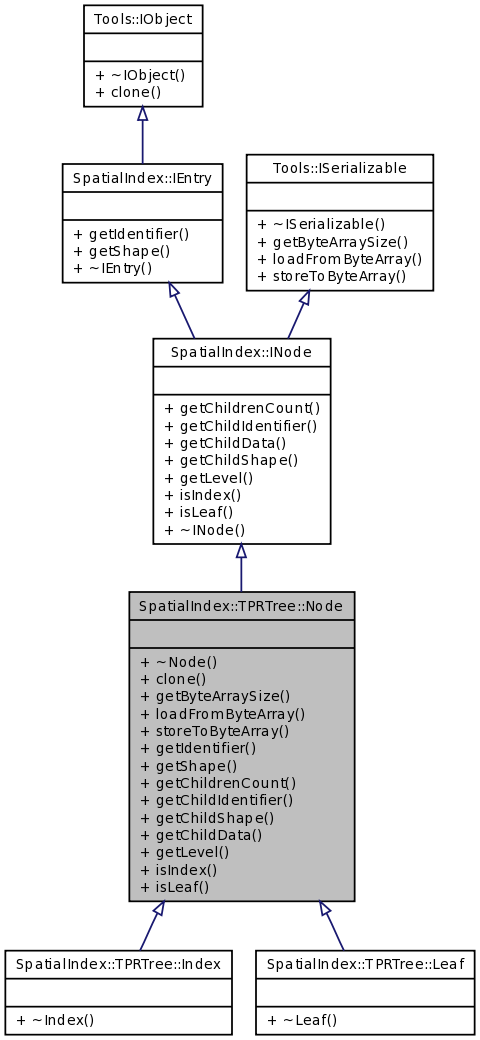 Tools::IObject
+ ~IObject()
+ clone()
SpatialIndex::IEntry
+ getIdentifier()
+ getShape()
+ ~IEntry()
Tools::ISerializable
+ ~ISerializable()
+ getByteArraySize()
+ loadFromByteArray()
+ storeToByteArray()
SpatialIndex::INode
+ getChildrenCount()
+ getChildIdentifier()
+ getChildData()
+ getChildShape()
+ getLevel()
+ isIndex()
+ isLeaf()
+ ~INode()
SpatialIndex::TPRTree::Node
+ ~Node()
+ clone()
+ getByteArraySize()
+ loadFromByteArray()
+ storeToByteArray()
+ getIdentifier()
+ getShape()
+ getChildrenCount()
+ getChildIdentifier()
+ getChildShape()
+ getChildData()
+ getLevel()
+ isIndex()
+ isLeaf()
SpatialIndex::TPRTree::Index
+ ~Index()
SpatialIndex::TPRTree::Leaf
+ ~Leaf()